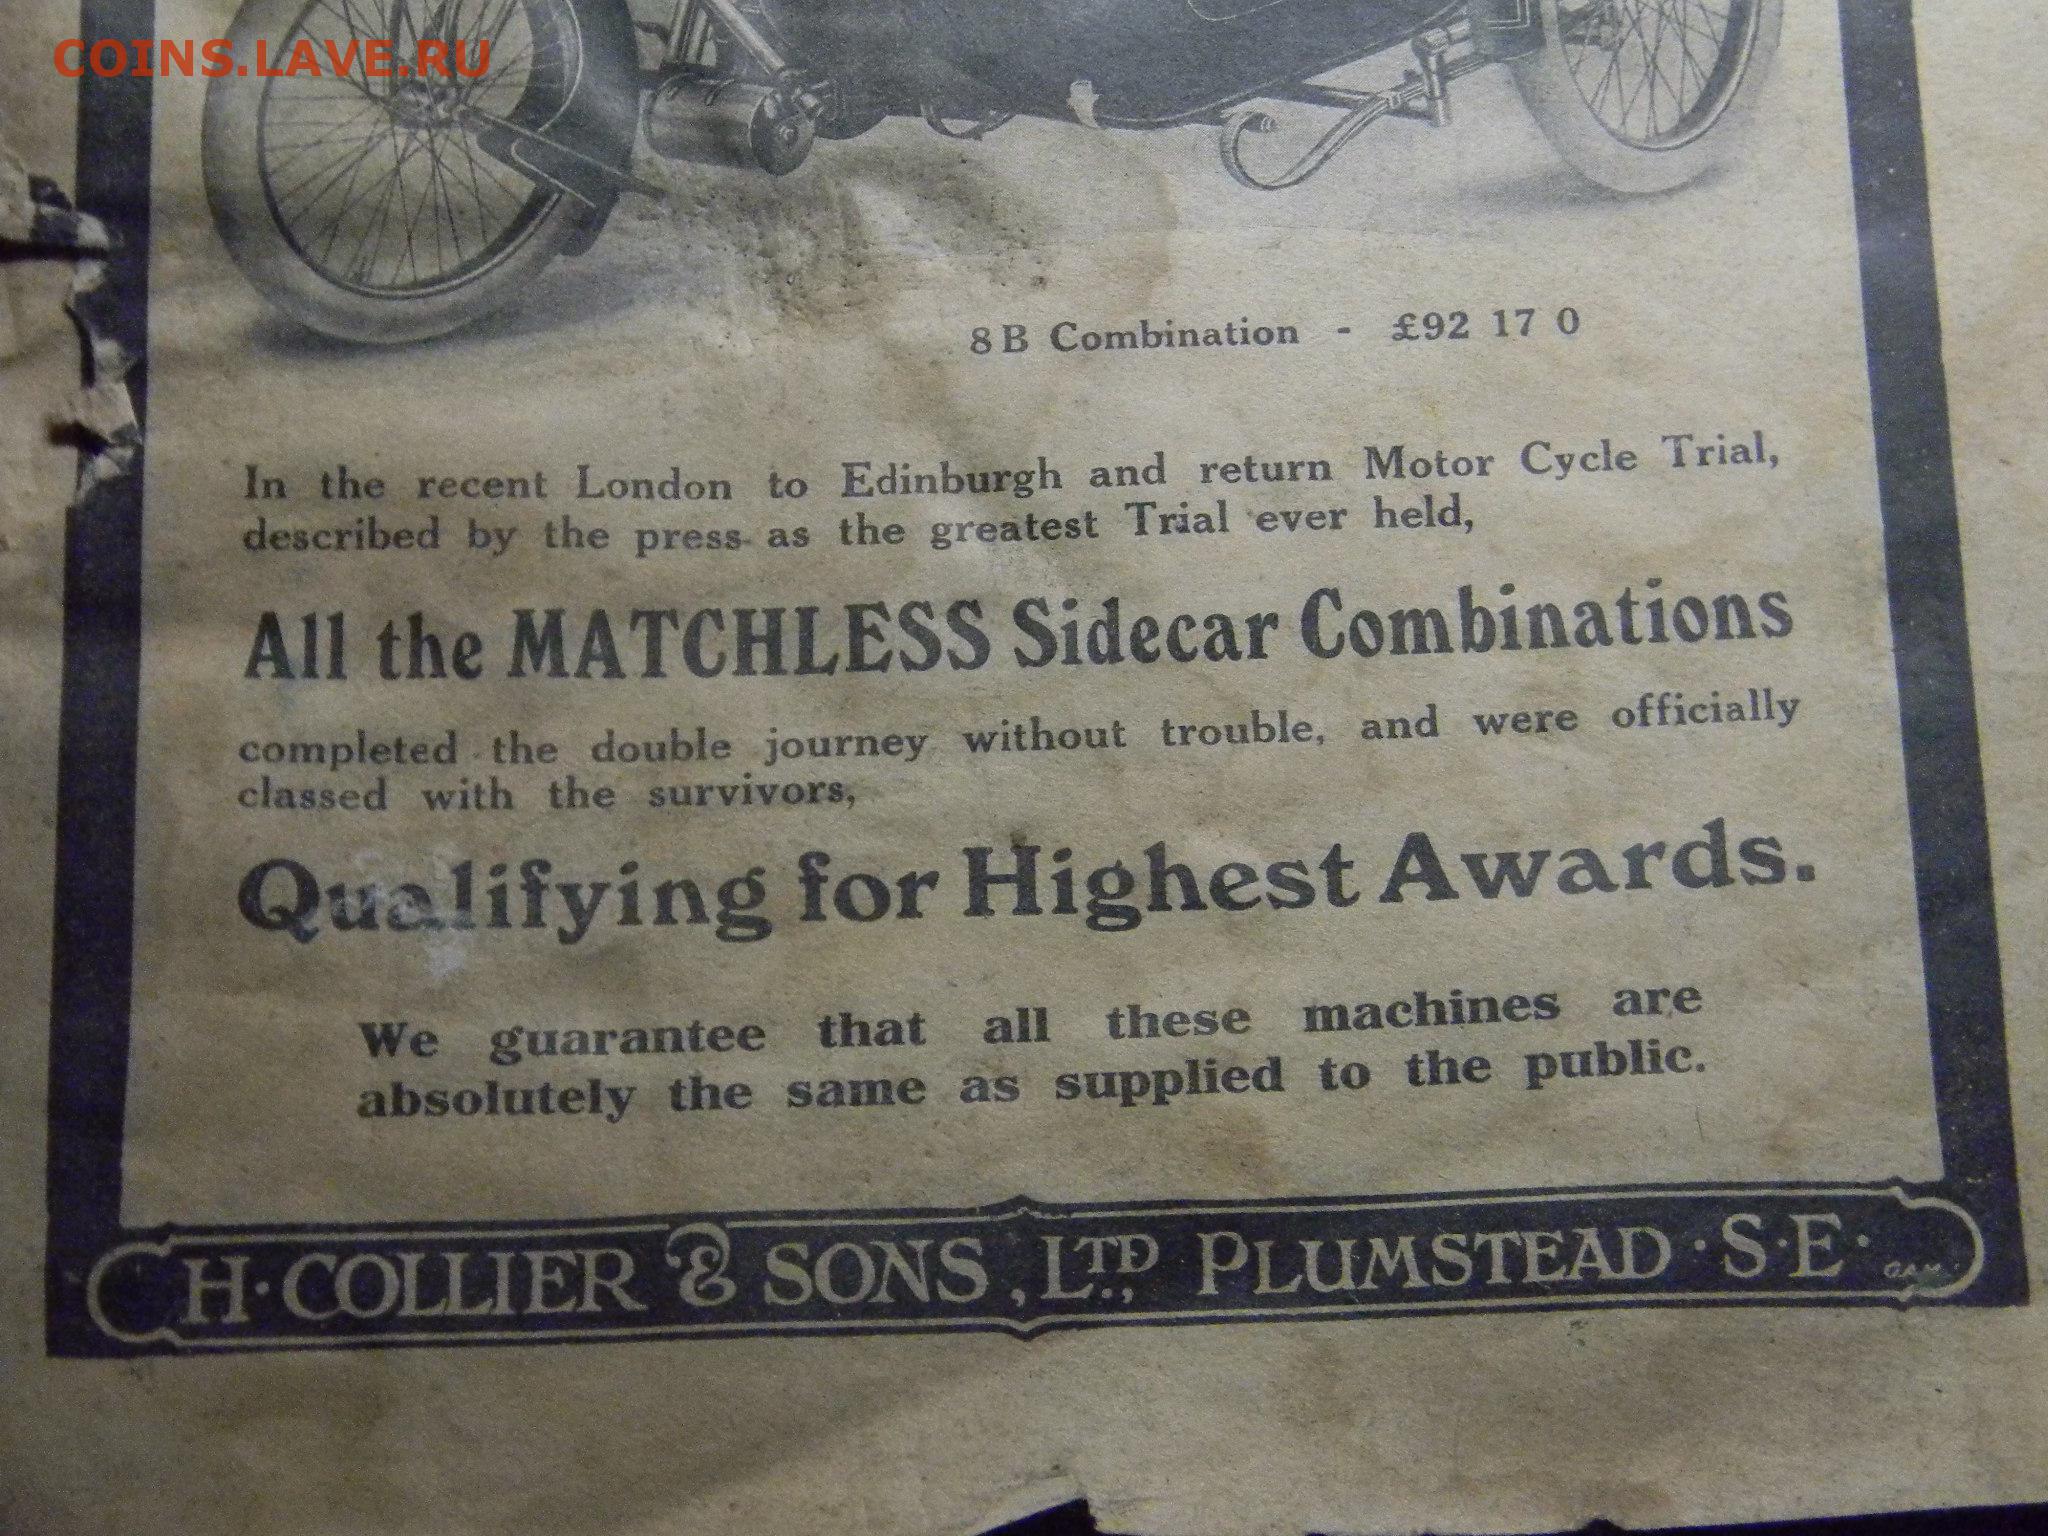 COINS.LAVE.RU
8B Combination - £92 17 0
In the recent London to Edinburgh and return Motor Cycle Trial,
described by the press as the greatest Trial ever held,
All the MATCHLESS Sidecar Combinations
completed the double journey without trouble, and were officially
classed with the survivors,
Qualifying for Highest Awards.
We guarantee that all these machines are
absolutely the same as supplied to the public.
H. COLLIER & SONS, LTD., PLUMSTEAD · S·E·